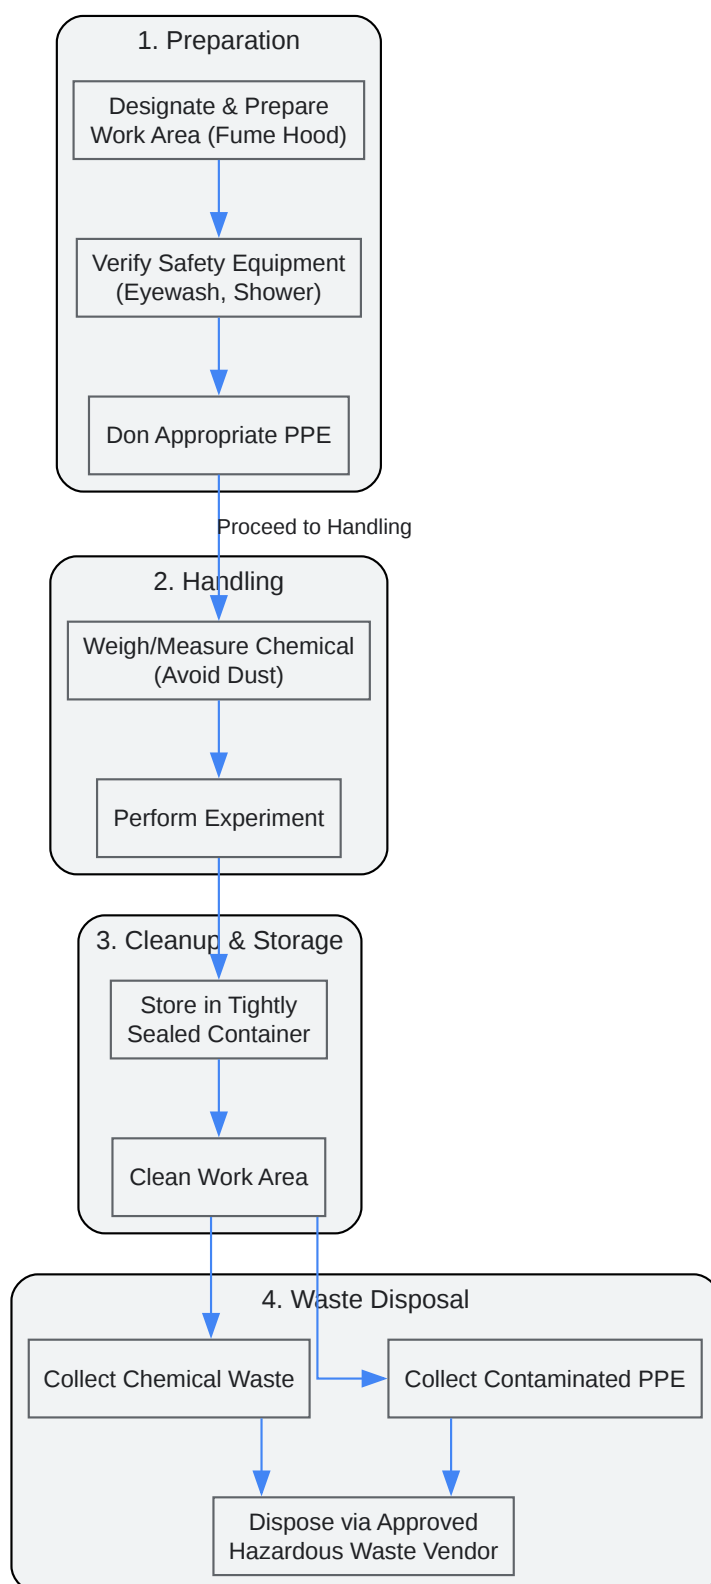 1. Preparation
Designate & Prepare
Work Area (Fume Hood)
Verify Safety Equipment
(Eyewash, Shower)
Don Appropriate PPE
Proceed to Handling
2. Handling
Weigh/Measure Chemical
(Avoid Dust)
Perform Experiment
3. Cleanup & Storage
Store in Tightly
Sealed Container
Clean Work Area
4. Waste Disposal
Collect Chemical Waste
Collect Contaminated PPE
Dispose via Approved
Hazardous Waste Vendor